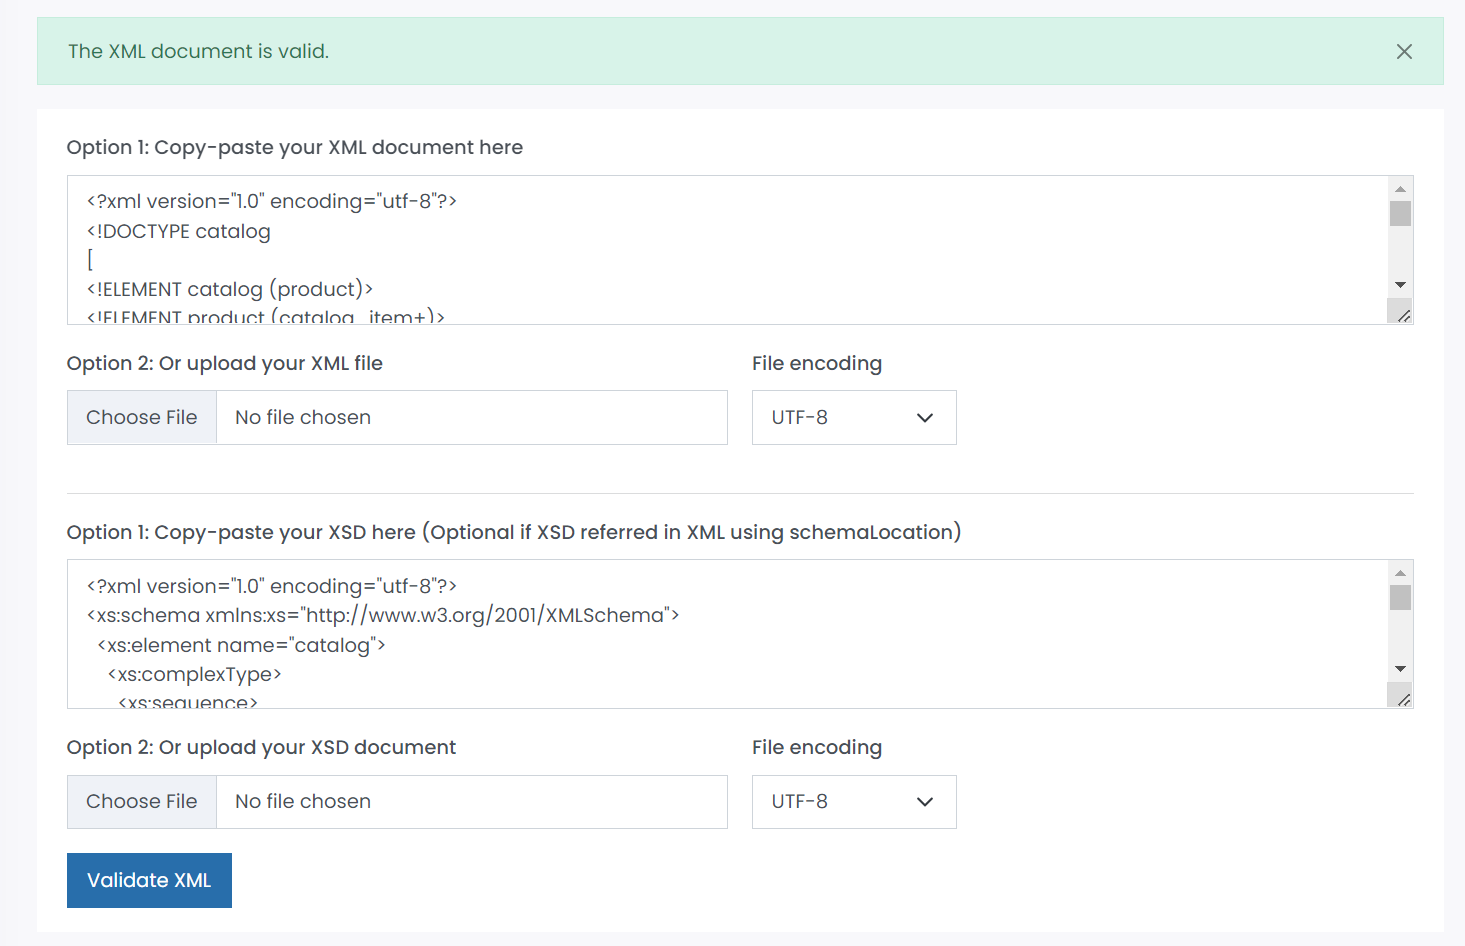 The XML document is valid.
Option 1: Copy-paste your XML document here
<?xml version="1.0" encoding="utf-8"?>
<!DOCTYPE catalog
[
<!ELEMENT catalog (product)>
<!ELEMENT product (catalog_item+)>
Option 2: Or upload your XML file
File encoding
Choose File
No file chosen
UTF-8
Option 1: Copy-paste your XSD here (Optional if XSD referred in XML using schemaLocation)
<?xml version="1.0" encoding="utf-8"?>
<xs:schema xmlns:xs="http://www.w3.org/2001/XMLSchema">
<xs:element name="catalog">
<xs:complexType>
<xs:sequence>
Option 2: Or upload your XSD document
File encoding
Choose File
No file chosen
UTF-8
Validate XML